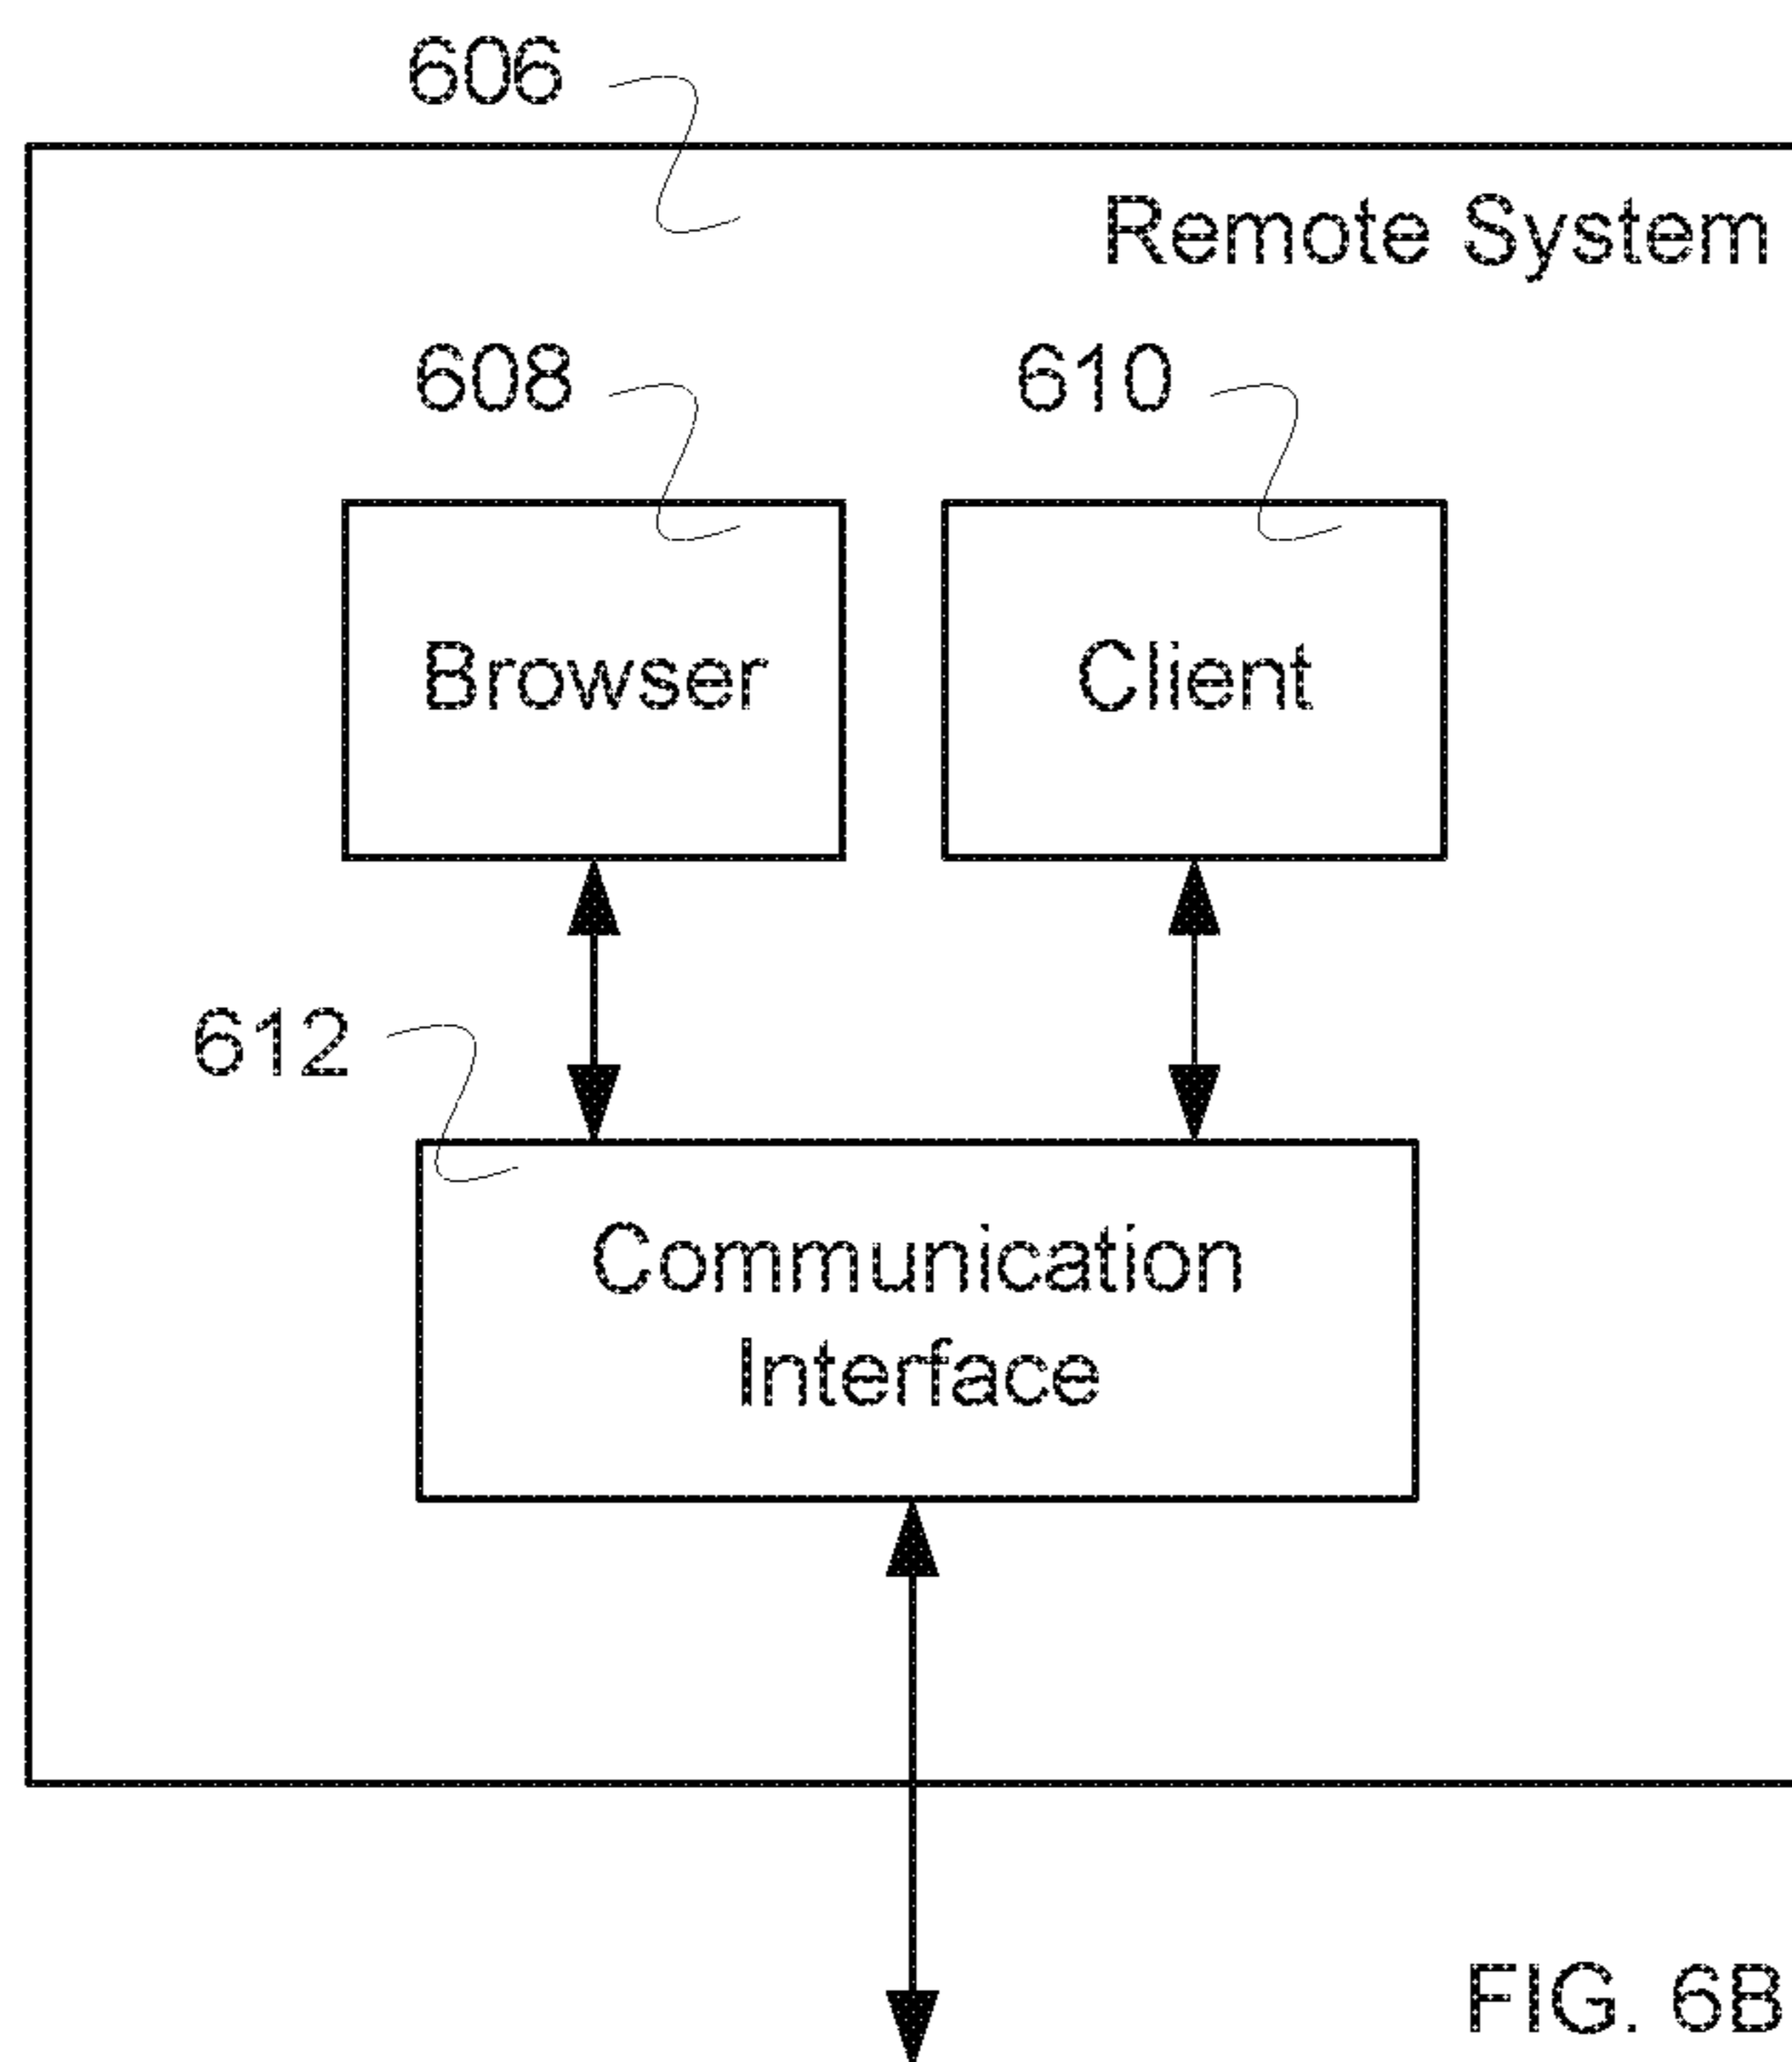 606
Remote System
608
610
Browser
Client
612
Communication
Interface
FIG. 6B